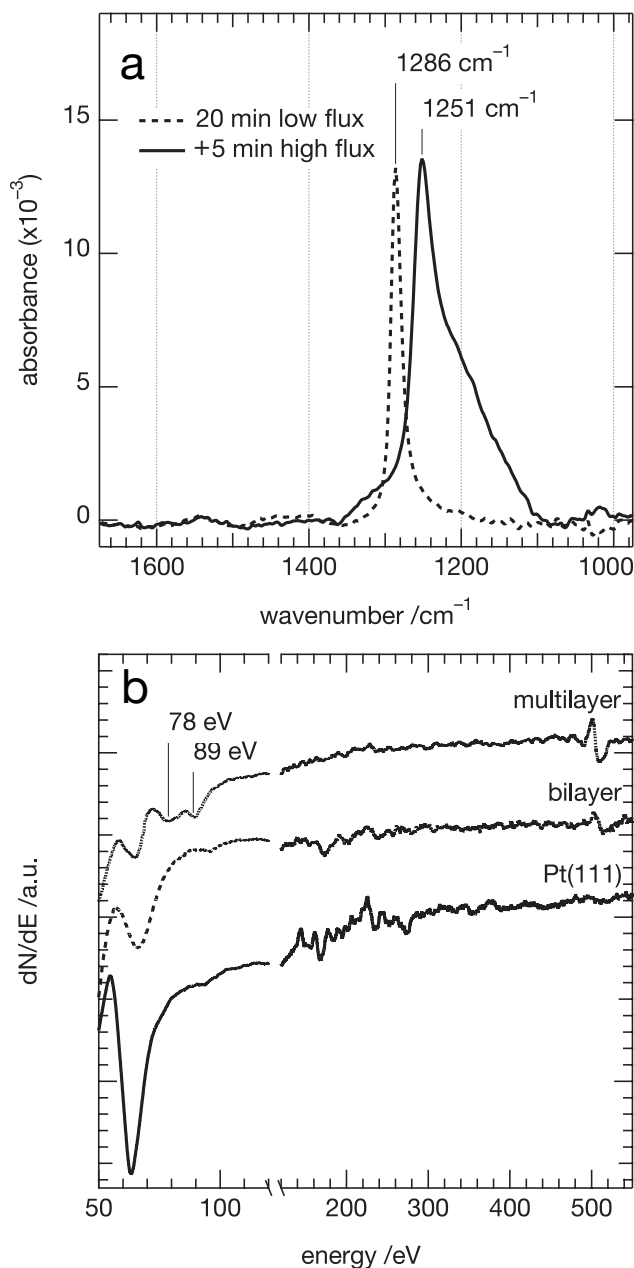 a
1286 cm⁻¹
1251 cm⁻¹
20 min low flux
+5 min high flux
15
10
5
0
absorbance (x10⁻³)
1600 1400 1200 1000
wavenumber /cm⁻¹
b
78 eV
89 eV
multilayer
bilayer
Pt(111)
dN/dE /a.u.
50 100 200 300 400 500
energy /eV